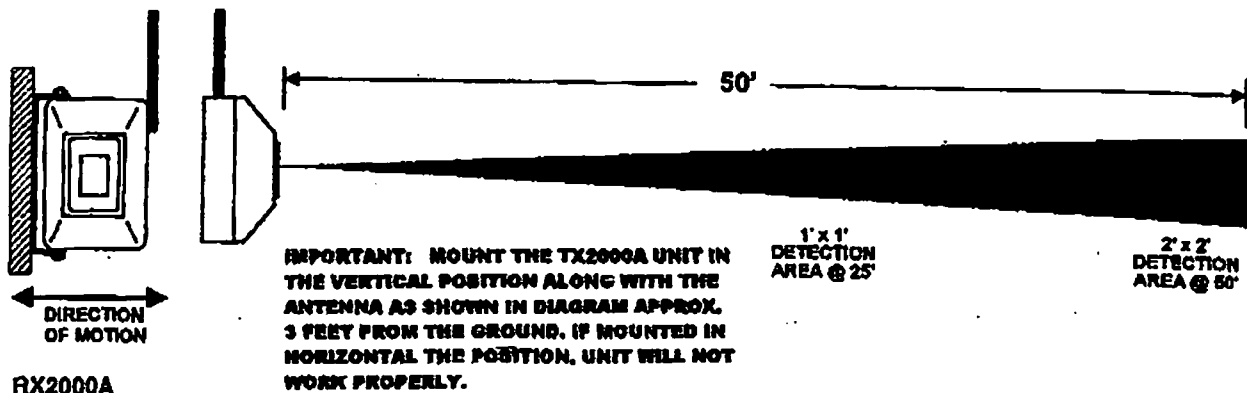 50'
1' x 1'
DETECTION
AREA @ 25'
2' x 2'
DETECTION
AREA @ 50'
IMPORTANT: MOUNT THE TX2000A UNIT IN
THE VERTICAL POSITION ALONG WITH THE
ANTENNA AS SHOWN IN DIAGRAM APPROX.
3 FEET FROM THE GROUND. IF MOUNTED IN
HORIZONTAL THE POSITION, UNIT WILL NOT
WORK PROPERLY.
DIRECTION
OF MOTION
RX2000A